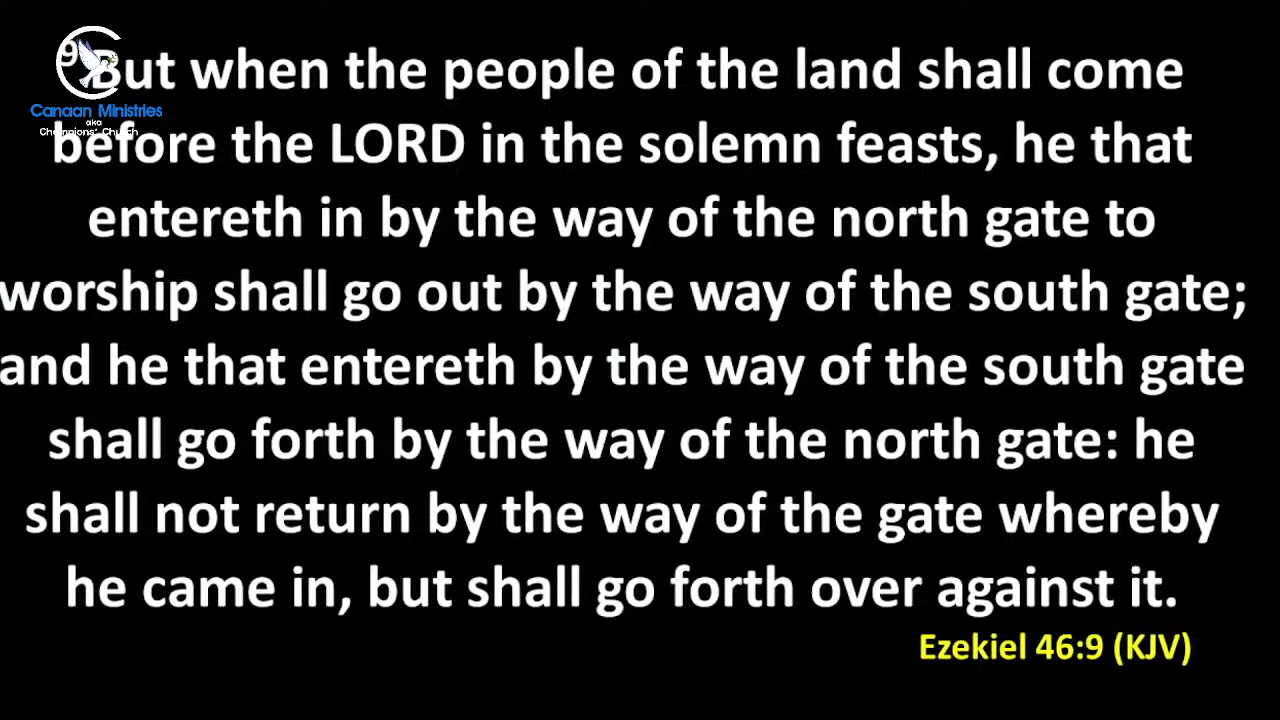 9 But when the people of the land shall come
before the LORD in the solemn feasts, he that
entereth in by the way of the north gate to
worship shall go out by the way of the south gate;
and he that entereth by the way of the south gate
shall go forth by the way of the north gate: he
shall not return by the way of the gate whereby
he came in, but shall go forth over against it.
Ezekiel 46:9 (KJV)
Canaan Ministries
aka
Champions' Church